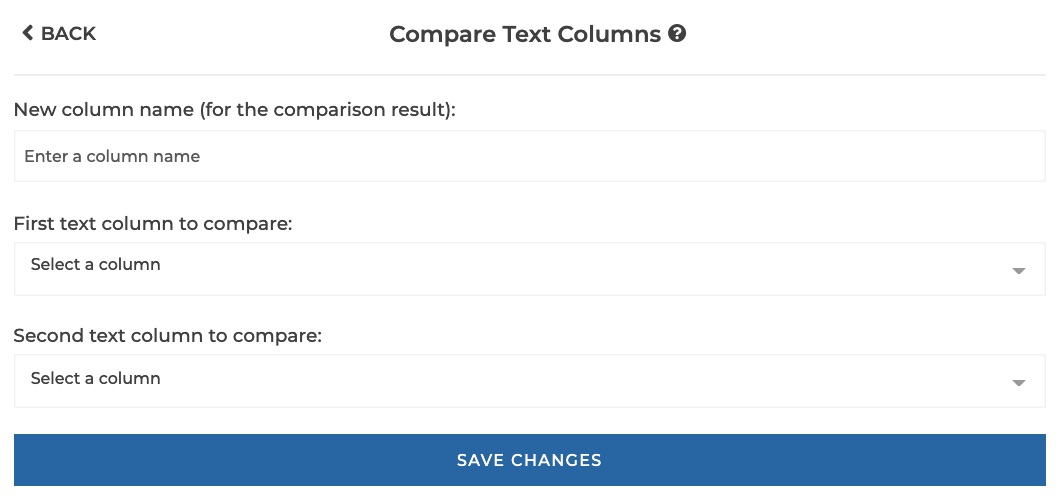 BACK
Compare Text Columns ?
New column name (for the comparison result):
Enter a column name
First text column to compare:
Select a column
Second text column to compare:
Select a column
SAVE CHANGES